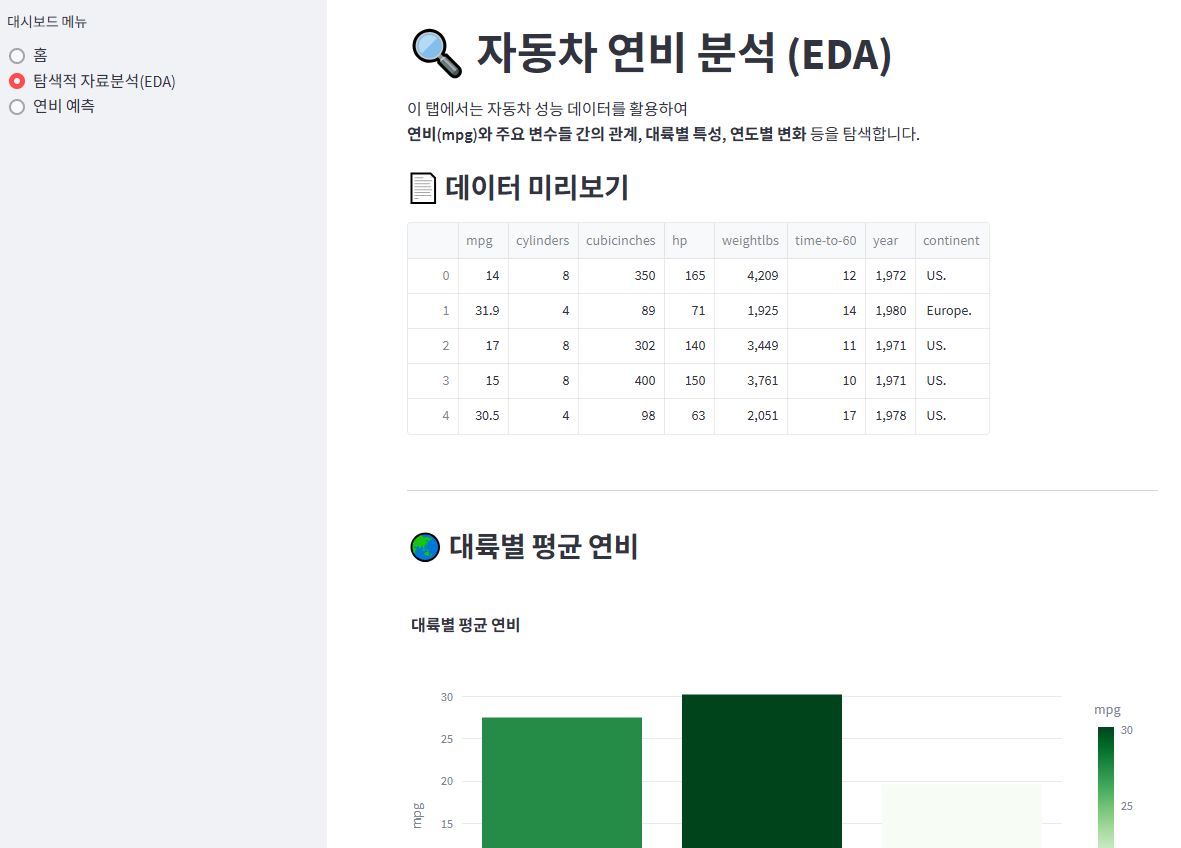 대시보드 메뉴
홈
탐색적 자료분석(EDA)
연비 예측
자동차 연비 분석 (EDA)
이 탭에서는 자동차 성능 데이터를 활용하여
연비(mpg)와 주요 변수들 간의 관계, 대륙별 특성, 연도별 변화 등을 탐색합니다.
데이터 미리보기
mpg cylinders cubicinches hp weightlbs time-to-60 year continent
0 14 8 350 165 4,209 12 1,972 US.
1 31.9 4 89 71 1,925 14 1,980 Europe.
2 17 8 302 140 3,449 11 1,971 US.
3 15 8 400 150 3,761 10 1,971 US.
4 30.5 4 98 63 2,051 17 1,978 US.
대륙별 평균 연비
대륙별 평균 연비
30
25
20
15
mpg
mpg
30
25